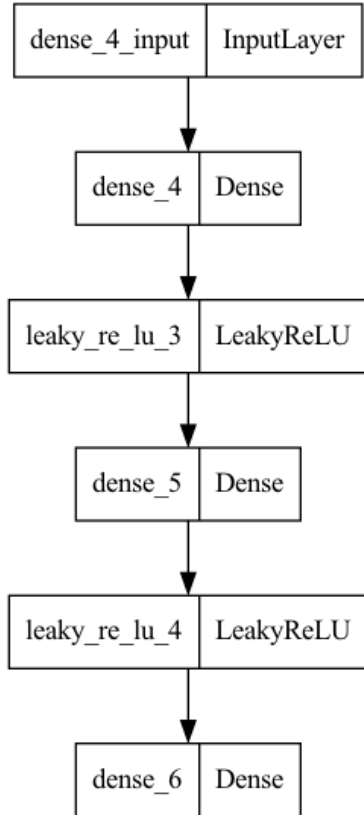 dense_4_input InputLayer
dense_4 Dense
leaky_re_lu_3 LeakyReLU
dense_5 Dense
leaky_re_lu_4 LeakyReLU
dense_6 Dense